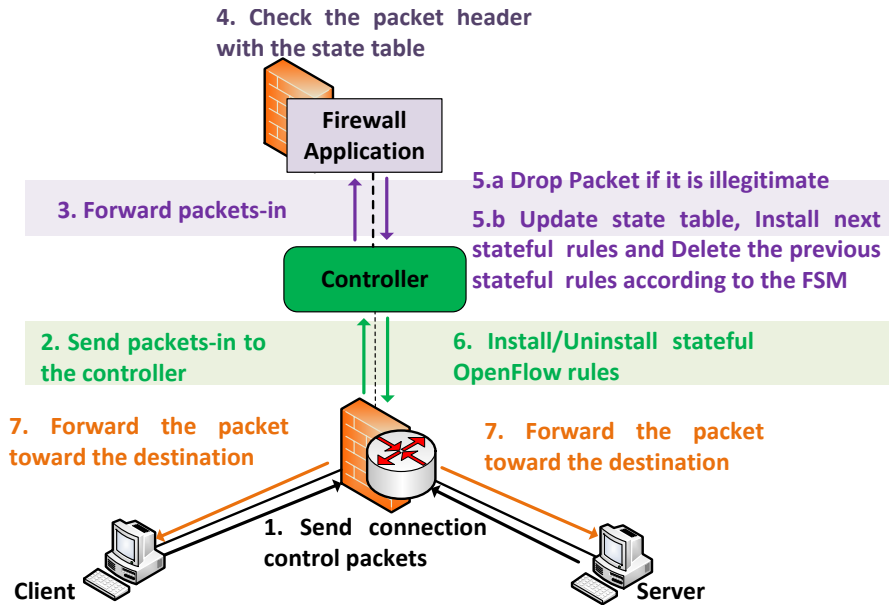 4. Check the packet header
with the state table
Firewall
Application
3. Forward packets-in
5.a Drop Packet if it is illegitimate
5.b Update state table, Install next
stateful rules and Delete the previous
stateful rules according to the FSM
Controller
2. Send packets-in to
the controller
6. Install/Uninstall stateful
OpenFlow rules
7. Forward the packet
toward the destination
7. Forward the packet
toward the destination
1. Send connection
control packets
Client
Server